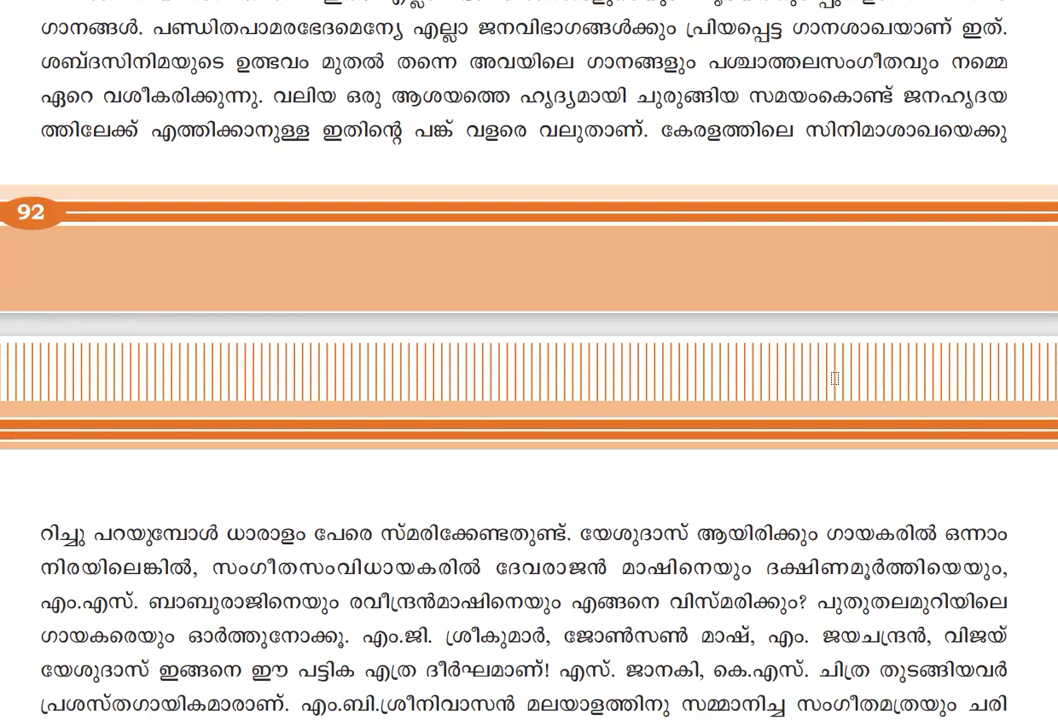 ഗാനങ്ങൾ. പണ്ഡിതപാമരഭേദമെന്യേ എല്ലാ ജനവിഭാഗങ്ങൾക്കും പ്രിയപ്പെട്ട ഗാനശാഖയാണ് ഇത്.
ശബ്ദസിനിമയുടെ ഉത്ഭവം മുതൽ തന്നെ അവയിലെ ഗാനങ്ങളും പശ്ചാത്തലസംഗീതവും നമ്മെ
ഏറെ വശീകരിക്കുന്നു. വലിയ ഒരു ആശയത്തെ ഹൃദ്യമായി ചുരുങ്ങിയ സമയംകൊണ്ട് ജനഹൃദയ
ത്തിലേക്ക് എത്തിക്കാനുള്ള ഇതിന്റെ പങ്ക് വളരെ വലുതാണ്. കേരളത്തിലെ സിനിമാശാഖയെക്കു
92
റിച്ചു പറയുമ്പോൾ ധാരാളം പേരെ സ്മരിക്കേണ്ടതുണ്ട്. യേശുദാസ് ആയിരിക്കും ഗായകരിൽ ഒന്നാം
നിരയിലെങ്കിൽ, സംഗീതസംവിധായകരിൽ ദേവരാജൻ മാഷിനെയും ദക്ഷിണമൂർത്തിയെയും,
എം.എസ്. ബാബുരാജിനെയും രവീന്ദ്രൻമാഷിനെയും എങ്ങനെ വിസ്മരിക്കും? പുതുതലമുറിയിലെ
ഗായകരെയും ഓർത്തുനോക്കൂ. എം.ജി. ശ്രീകുമാർ, ജോൺസൺ മാഷ്, എം. ജയചന്ദ്രൻ, വിജയ്
യേശുദാസ് ഇങ്ങനെ ഈ പട്ടിക എത്ര ദീർഘമാണ്! എസ്. ജാനകി, കെ.എസ്. ചിത്ര തുടങ്ങിയവർ
പ്രശസ്തഗായികമാരാണ്. എം.ബി.ശ്രീനിവാസൻ മലയാളത്തിനു സമ്മാനിച്ച സംഗീതമത്രയും ചരി